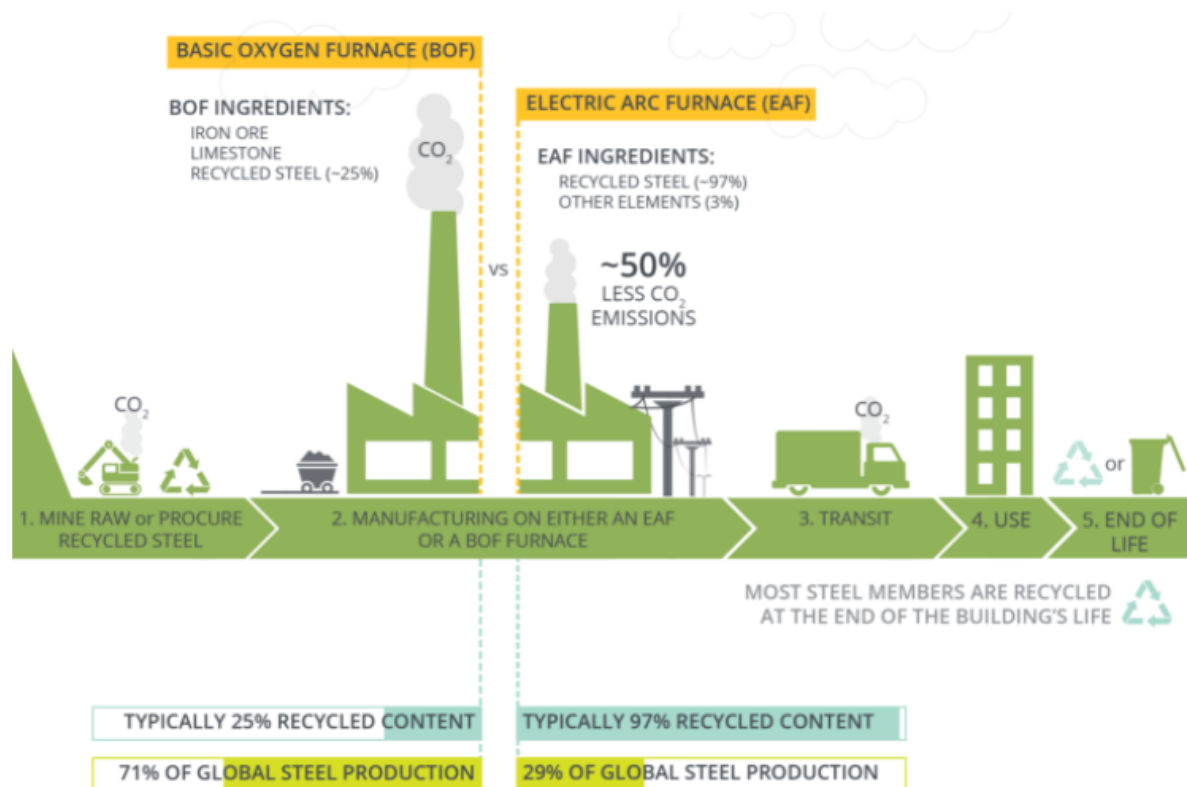 BASIC OXYGEN FURNACE (BOF)
BOF INGREDIENTS:
IRON ORE
LIMESTONE
RECYCLED STEEL (~25%)
CO₂
vs
ELECTRIC ARC FURNACE (EAF)
EAF INGREDIENTS:
RECYCLED STEEL (~97%)
OTHER ELEMENTS (3%)
~50%
LESS CO₂
EMISSIONS
CO₂
CO₂
or
1. MINE RAW or PROCURE
RECYCLED STEEL
2. MANUFACTURING ON EITHER AN EAF
OR A BOF FURNACE
3. TRANSIT
4. USE
5. END OF
LIFE
MOST STEEL MEMBERS ARE RECYCLED
AT THE END OF THE BUILDING'S LIFE
TYPICALLY 25% RECYCLED CONTENT
TYPICALLY 97% RECYCLED CONTENT
71% OF GLOBAL STEEL PRODUCTION
29% OF GLOBAL STEEL PRODUCTION